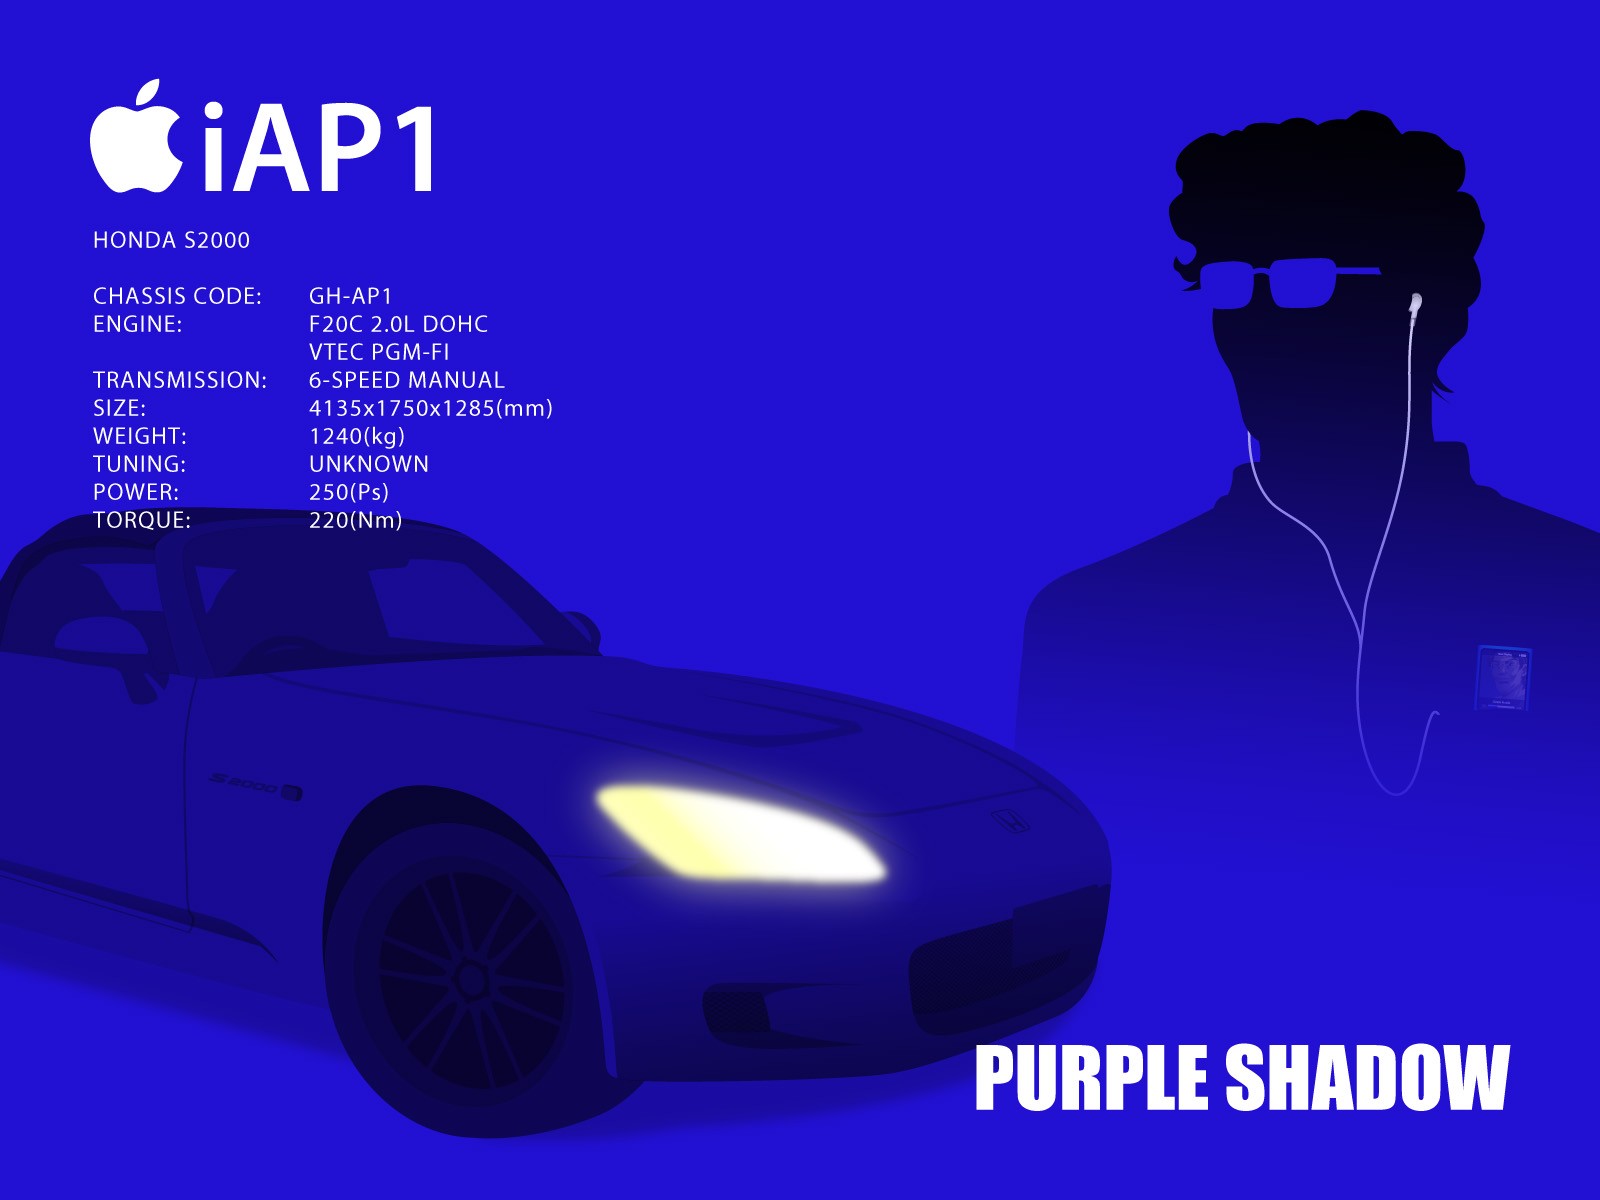 iAP1
HONDA S2000
CHASSIS CODE: GH-AP1
ENGINE: F20C 2.0L DOHC
VTEC PGM-FI
TRANSMISSION: 6-SPEED MANUAL
SIZE: 4135x1750x1285(mm)
WEIGHT: 1240(kg)
TUNING: UNKNOWN
POWER: 250(Ps)
TORQUE: 220(Nm)
S2000
PURPLE SHADOW